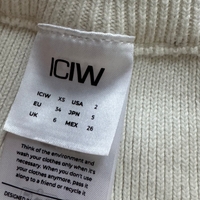 ICIW
ICIW XS USA 2
EU 34 JPN 5
UK 6 MEX 26
Think of the environment and
wash your clothes only when it's
necessary. When you don't use your
clothes anymore, pass it
along to a friend or recycle it